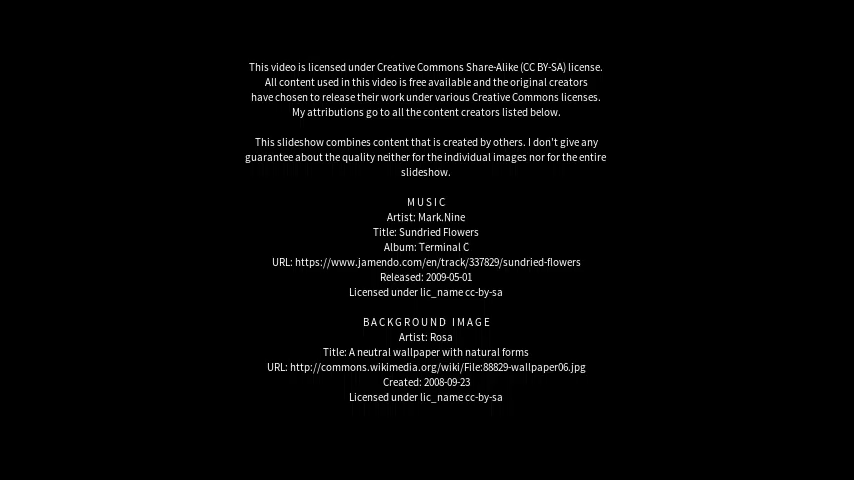 This video is licensed under Creative Commons Share-Alike (CC BY-SA) license.
All content used in this video is free available and the original creators
have chosen to release their work under various Creative Commons licenses.
My attributions go to all the content creators listed below.
This slideshow combines content that is created by others. I don't give any
guarantee about the quality neither for the individual images nor for the entire
slideshow.
MUSIC
Artist: Mark.Nine
Title: Sundried Flowers
Album: Terminal C
URL: https://www.jamendo.com/en/track/337829/sundried-flowers
Released: 2009-05-01
Licensed under lic_name cc-by-sa
BACKGROUND IMAGE
Artist: Rosa
Title: A neutral wallpaper with natural forms
URL: http://commons.wikimedia.org/wiki/File:88829-wallpaper06.jpg
Created: 2008-09-23
Licensed under lic_name cc-by-sa